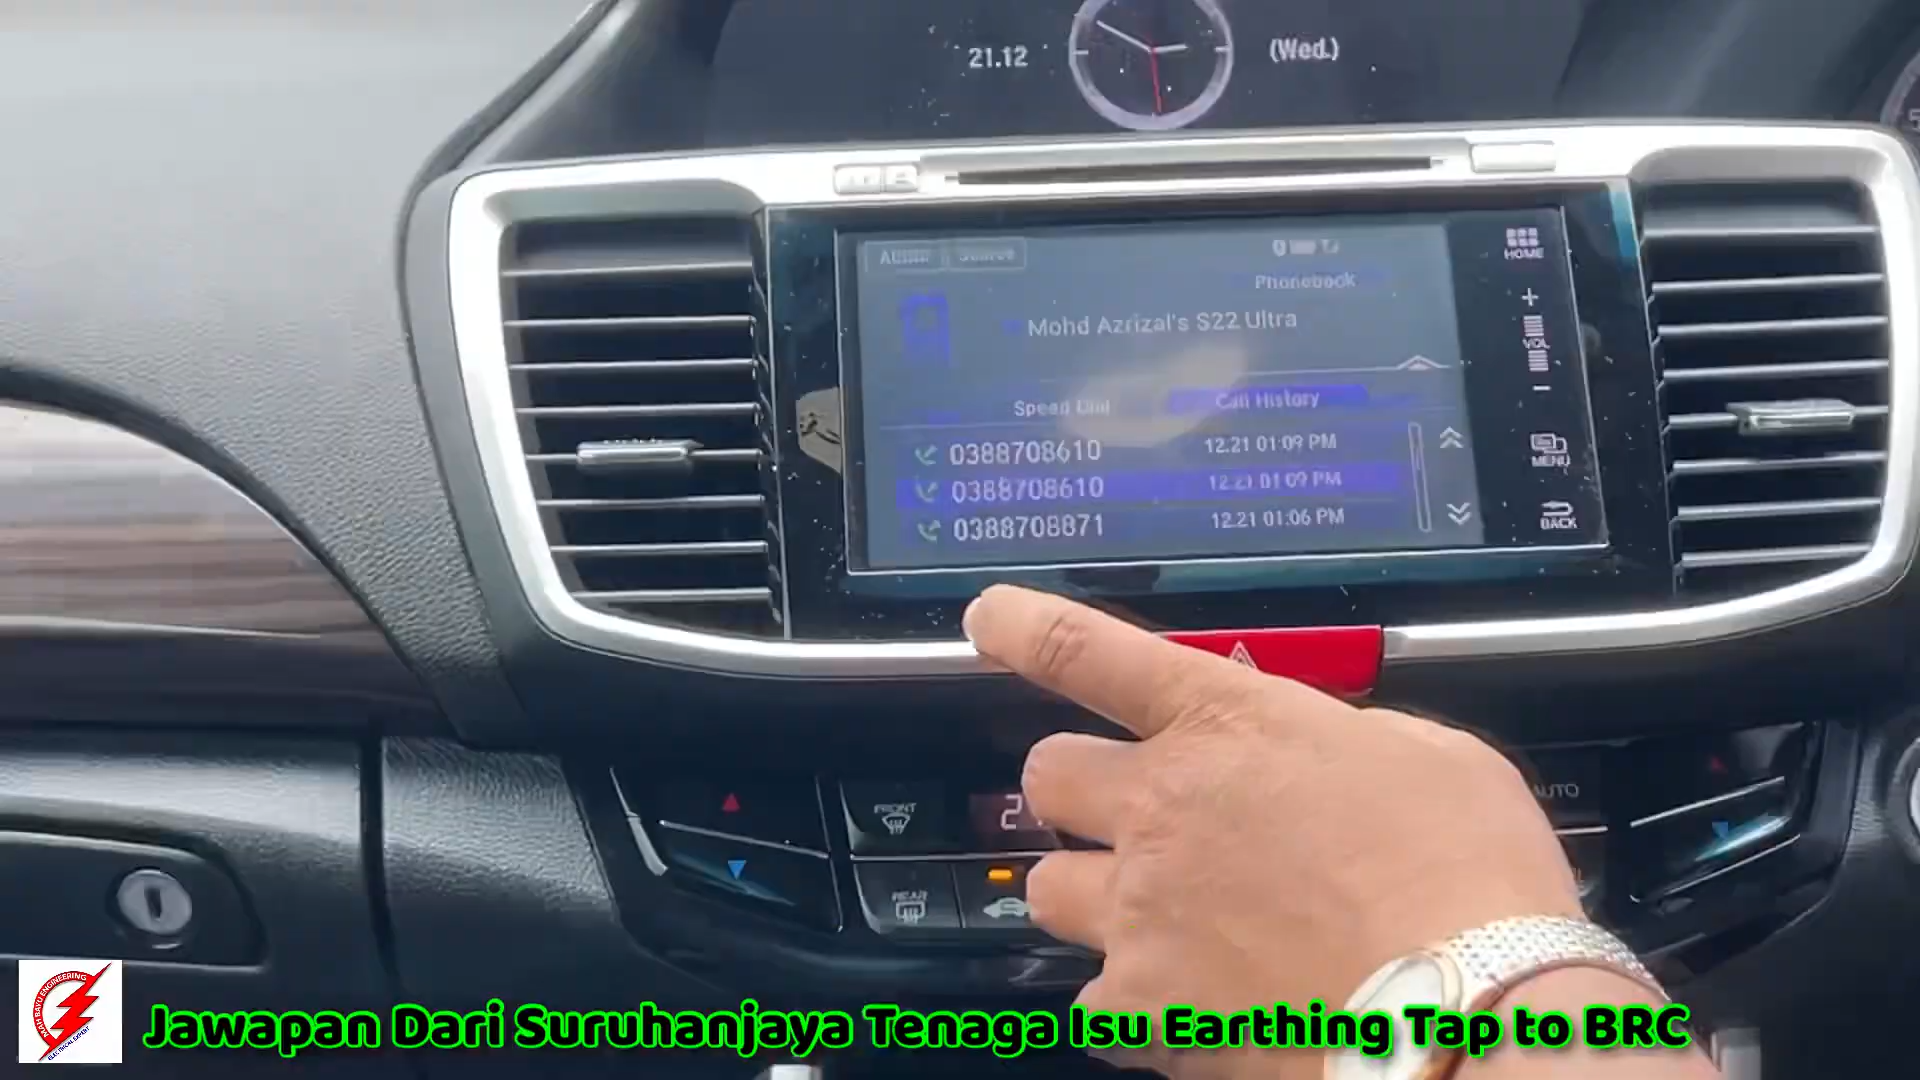 21.12 (Wed.)
HOME
Audio Source
Phonebook
Mohd Azrizal's S22 Ultra
+
VOL
-
Speed Dial Call History
0388708610 12.21 01:09 PM
MENU
0388708610 12.21 01:09 PM
0388708871 12.21 01:06 PM
BACK
FRONT
AUTO
REAR
Jawapan Dari Suruhanjaya Tenaga Isu Earthing Tap to BRC